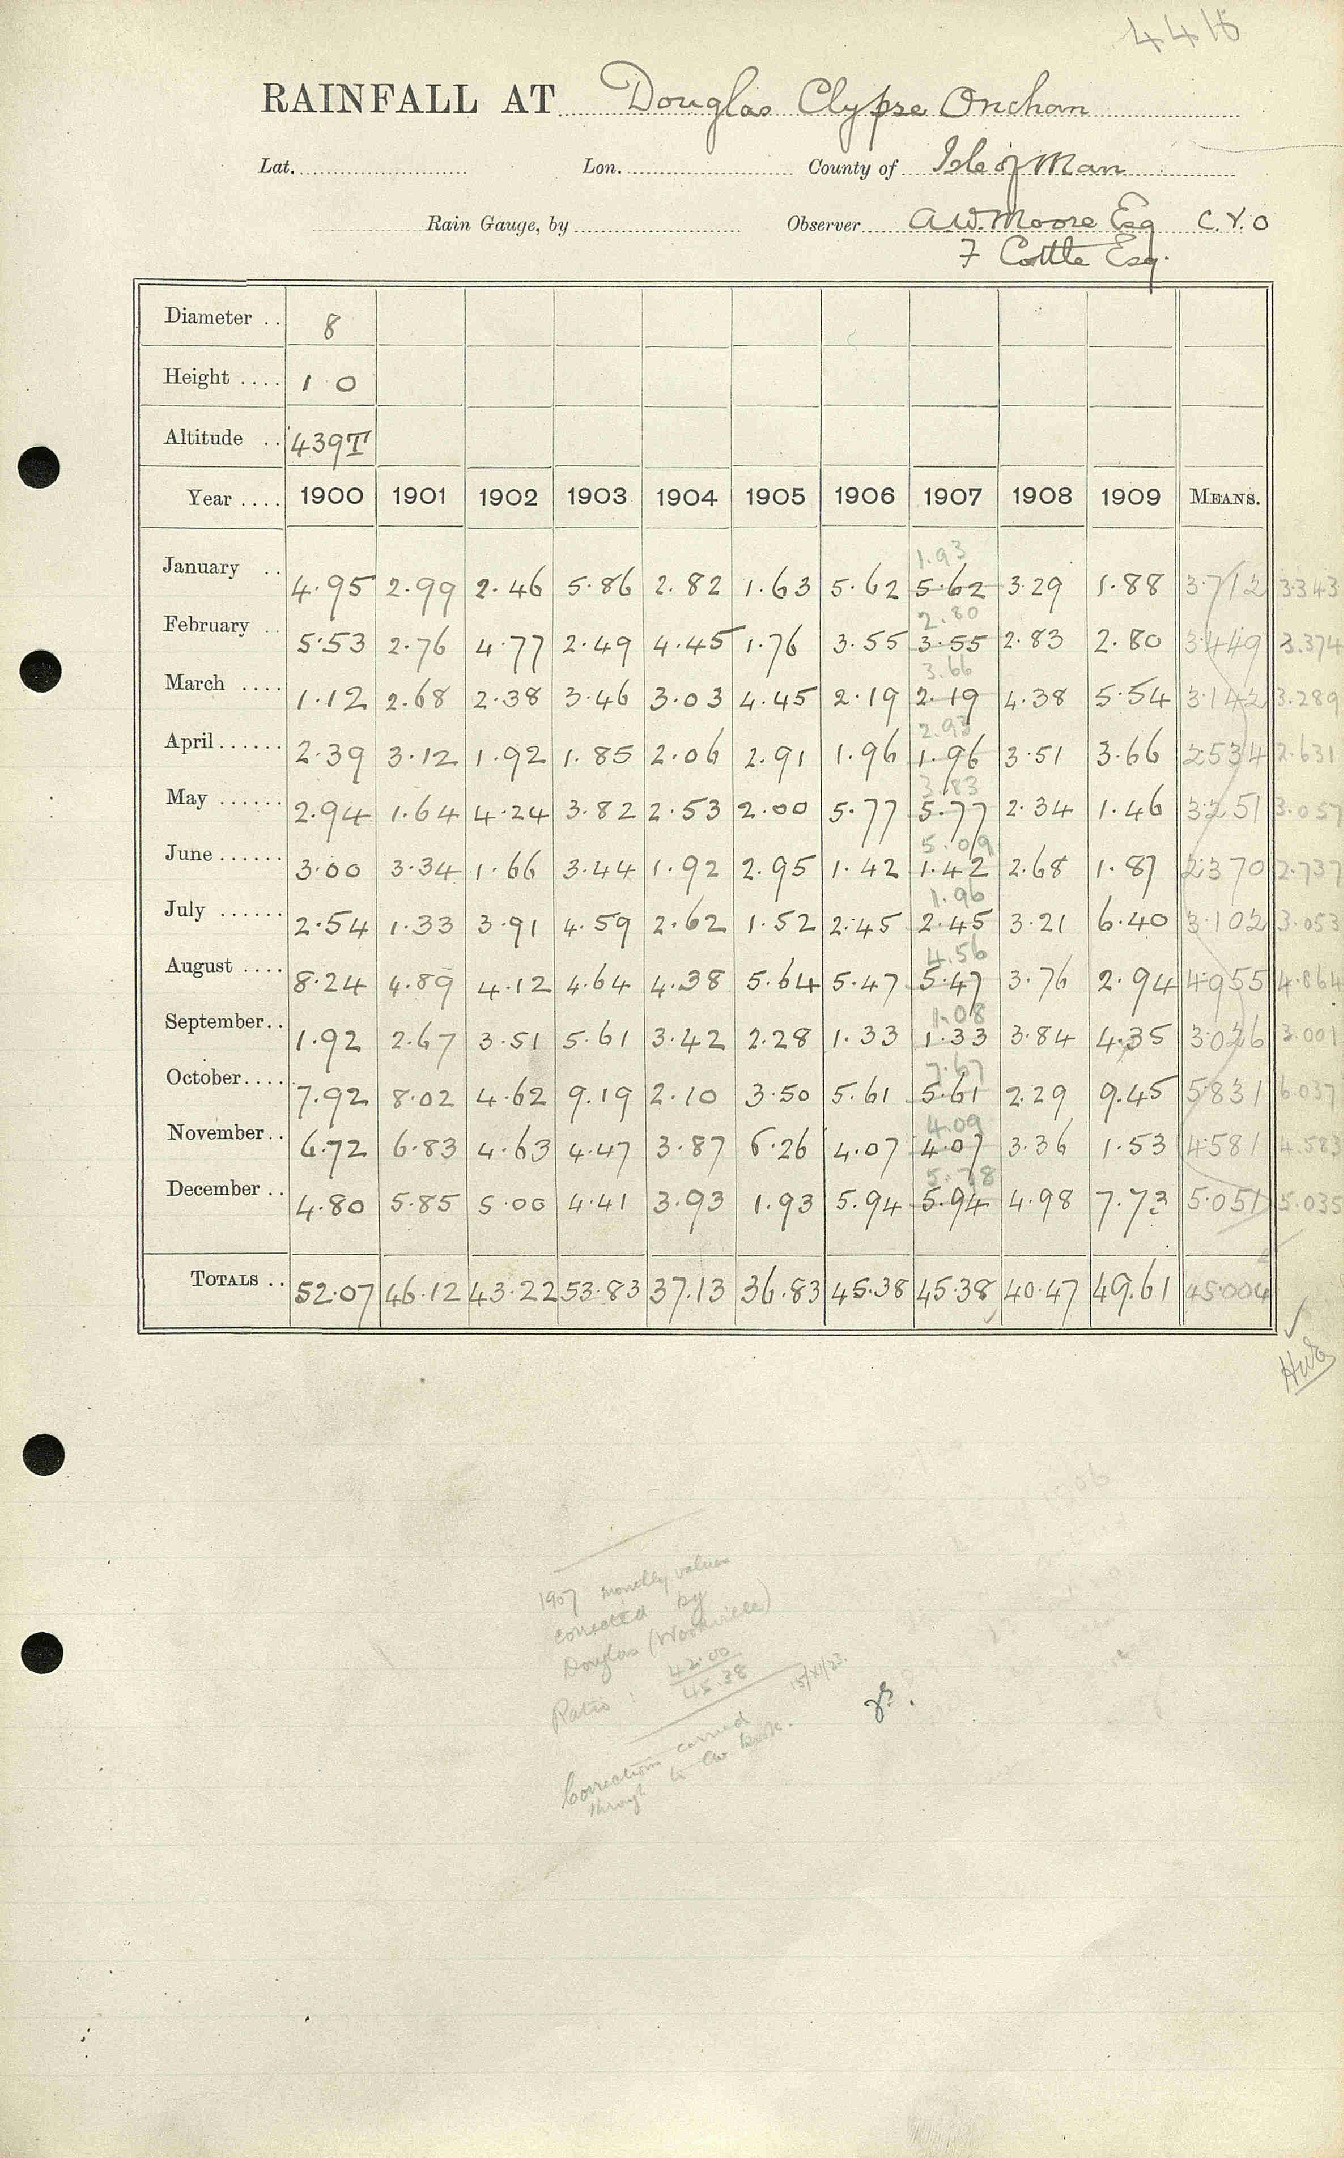 4415
RAINFALL AT Douglas Clypse Onchan
Lat. Lon. County of Isle of Man
Rain Gauge, by Observer A.W. Moore Esq C.V.O
F Cottle Esq.
Diameter .. 8
Height .... 1 0
Altitude .. 439T
Year .... 1900 1901 1902 1903 1904 1905 1906 1907 1908 1909 MEANS.
1.93
January .. 4.95 2.99 2.46 5.86 2.82 1.63 5.62 5.62 3.29 1.88 3.712 3.343
2.80
February .. 5.53 2.76 4.77 2.49 4.45 1.76 3.55 3.55 2.83 2.80 3.449 3.374
3.66
March .... 1.12 2.68 2.38 3.46 3.03 4.45 2.19 2.19 4.38 5.54 3.142 3.289
2.93
April...... 2.39 3.12 1.92 1.85 2.06 2.91 1.96 1.96 3.51 3.66 2.534 2.631
3.83
May ...... 2.94 1.64 4.24 3.82 2.53 2.00 5.77 5.77 2.34 1.46 3.251 3.057
5.09
June...... 3.00 3.34 1.66 3.44 1.92 2.95 1.42 1.42 2.68 1.87 2.370 2.737
1.96
July ...... 2.54 1.33 3.91 4.59 2.62 1.52 2.45 2.45 3.21 6.40 3.102 3.053
4.56
August .... 8.24 4.89 4.12 4.64 4.38 5.64 5.47 5.47 3.76 2.94 4.955 4.864
1.08
September.. 1.92 2.67 3.51 5.61 3.42 2.28 1.33 1.33 3.84 4.35 3.026 3.001
7.67
October.... 7.92 8.02 4.62 9.19 2.10 3.50 5.61 5.61 2.29 9.45 5.831 6.037
4.09
November.. 6.72 6.83 4.63 4.47 3.87 6.26 4.07 4.07 3.36 1.53 4.581 4.583
5.78
December .. 4.80 5.85 5.00 4.41 3.93 1.93 5.94 5.94 4.98 7.73 5.051 5.035
TOTALS .. 52.07 46.12 43.22 53.83 37.13 36.83 45.38 45.38 40.47 49.61 45.004
1907 monthly values
corrected by
Douglas (Woodville)
Ratio : 42.00
45.38
15/XI/23.
Corrections carried
through to Av book.